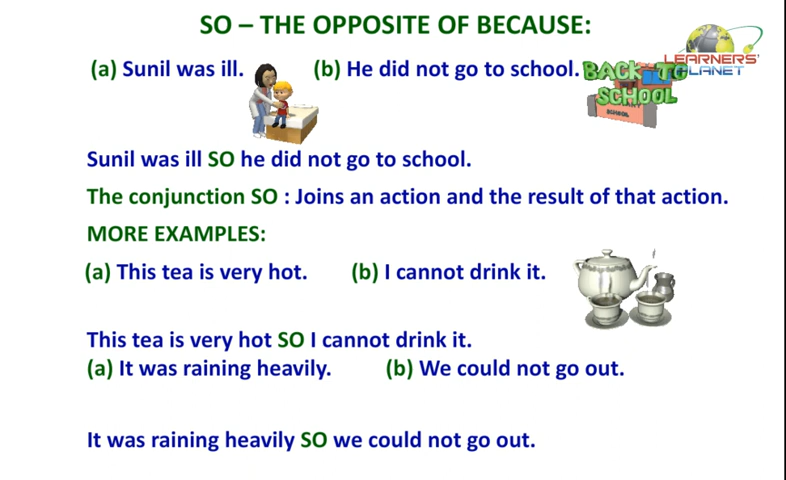 SO – THE OPPOSITE OF BECAUSE:
LEARNERS'
PLANET
(a) Sunil was ill. (b) He did not go to school.
BACK TO
SCHOOL
SCHOOL
Sunil was ill SO he did not go to school.
The conjunction SO : Joins an action and the result of that action.
MORE EXAMPLES:
(a) This tea is very hot. (b) I cannot drink it.
This tea is very hot SO I cannot drink it.
(a) It was raining heavily. (b) We could not go out.
It was raining heavily SO we could not go out.